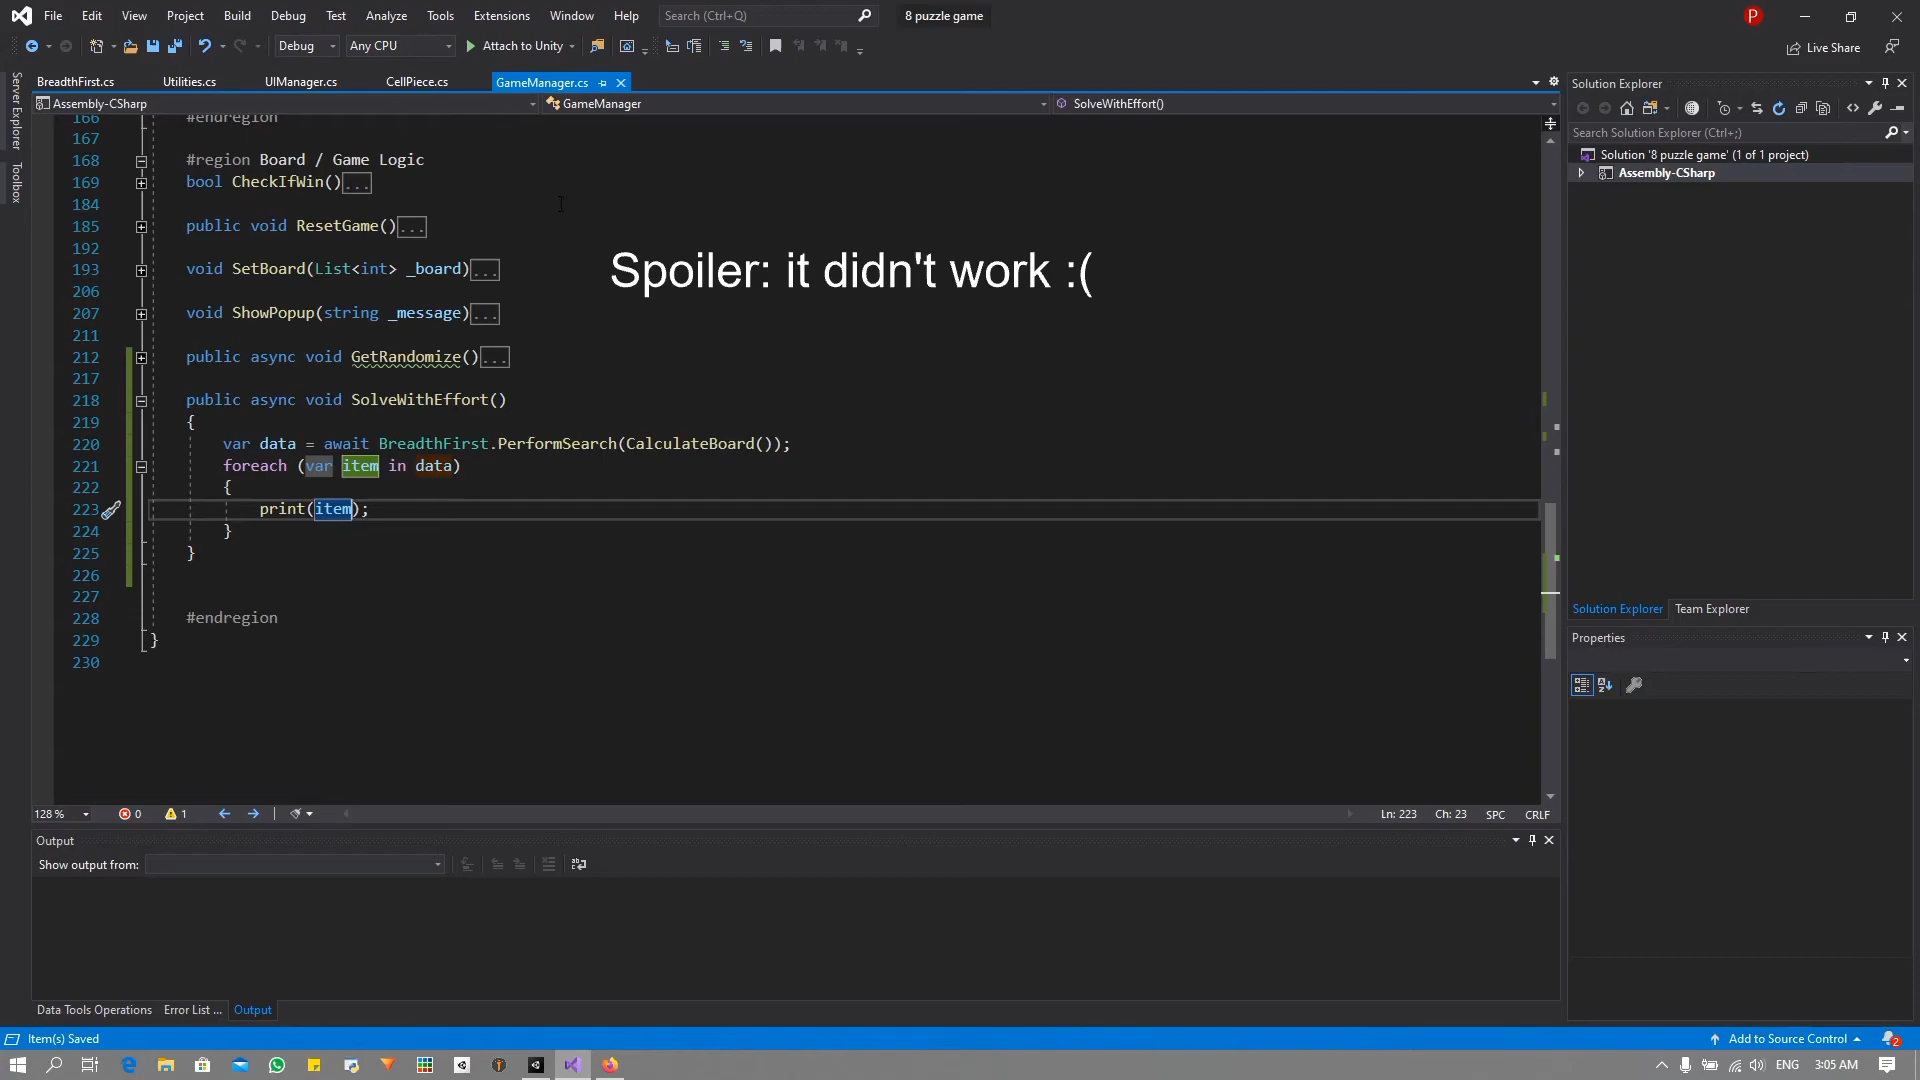 File Edit View Project Build Debug Test Analyze Tools Extensions Window Help Search (Ctrl+Q) 8 puzzle game P
Debug Any CPU Attach to Unity Live Share
BreadthFirst.cs UIManager.cs Utilities.cs CellPiece.cs GameManager.cs
Assembly-CSharp GameManager SolveWithEffort()
166 #endregion
167
168 #region Board / Game Logic
169 bool CheckIfWin()...
184
185 public void ResetGame()...
192
193 void SetBoard(List<int> _board)...
206
207 void ShowPopup(string _message)...
211
212 public async void GetRandomize()...
217
218 public async void SolveWithEffort()
219 {
220 var data = await BreadthFirst.PerformSearch(CalculateBoard());
221 foreach (var item in data)
222 {
223 print(item);
224 }
225 }
226
227
228 #endregion
229 }
230
Spoiler: it didn't work :(
Server Explorer
Toolbox
Solution Explorer
Search Solution Explorer (Ctrl+;)
Solution '8 puzzle game' (1 of 1 project)
Assembly-CSharp
Solution Explorer Team Explorer
Properties
128 % 0 1 Ln: 223 Ch: 23 SPC CRLF
Output
Show output from:
Data Tools Operations Error List ... Output
Item(s) Saved Add to Source Control 2
ENG 3:05 AM